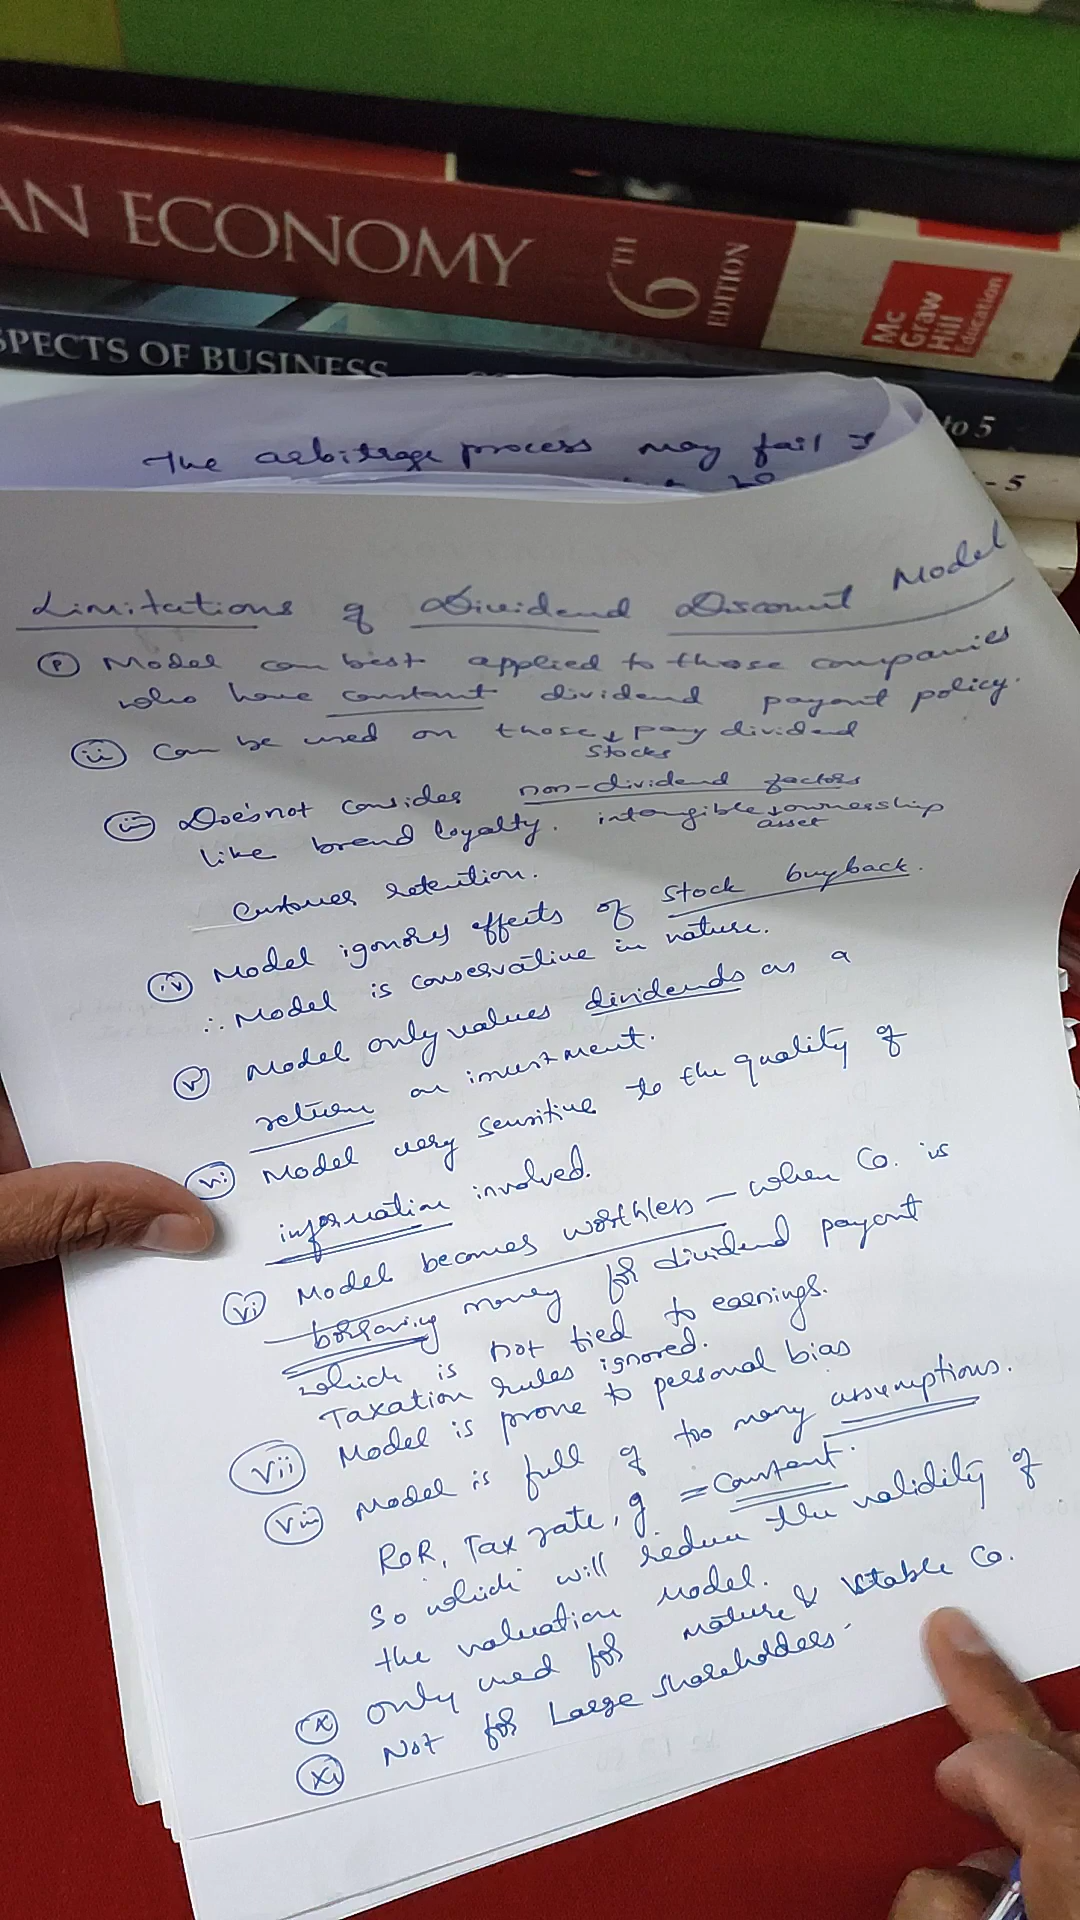 AN ECONOMY 6TH EDITION
Mc
Graw
Hill
Education
SPECTS OF BUSINESS
to 5
- 5
The arbitrage process may fail
Limitations of Dividend Discount Model
(i) Model can best applied to those companies
who have constant dividend payout policy.
(ii) Can be used on those stocks pay dividend
(iii) Does not consider non-dividend factors
like brand loyalty. intangible asset ownership
Customer retention.
(iv) Model igonores effects of stock buyback.
∴ Model is conservative in nature.
(v) Model only values dividends as a
return on investment.
(vi) Model very sensitive to the quality of
information involved.
(vi) Model becomes worthless – when Co. is
borrowing money for dividend payout
which is not tied to earnings.
Taxation rules ignored.
(vii) Model is prone to personal bias
(viii) Model is full of too many assumptions.
ROR, Tax rate, g = Constant.
So which will reduce the validity of
the valuation model.
(x) only used for mature & stable Co.
(xi) Not for Large shareholders.